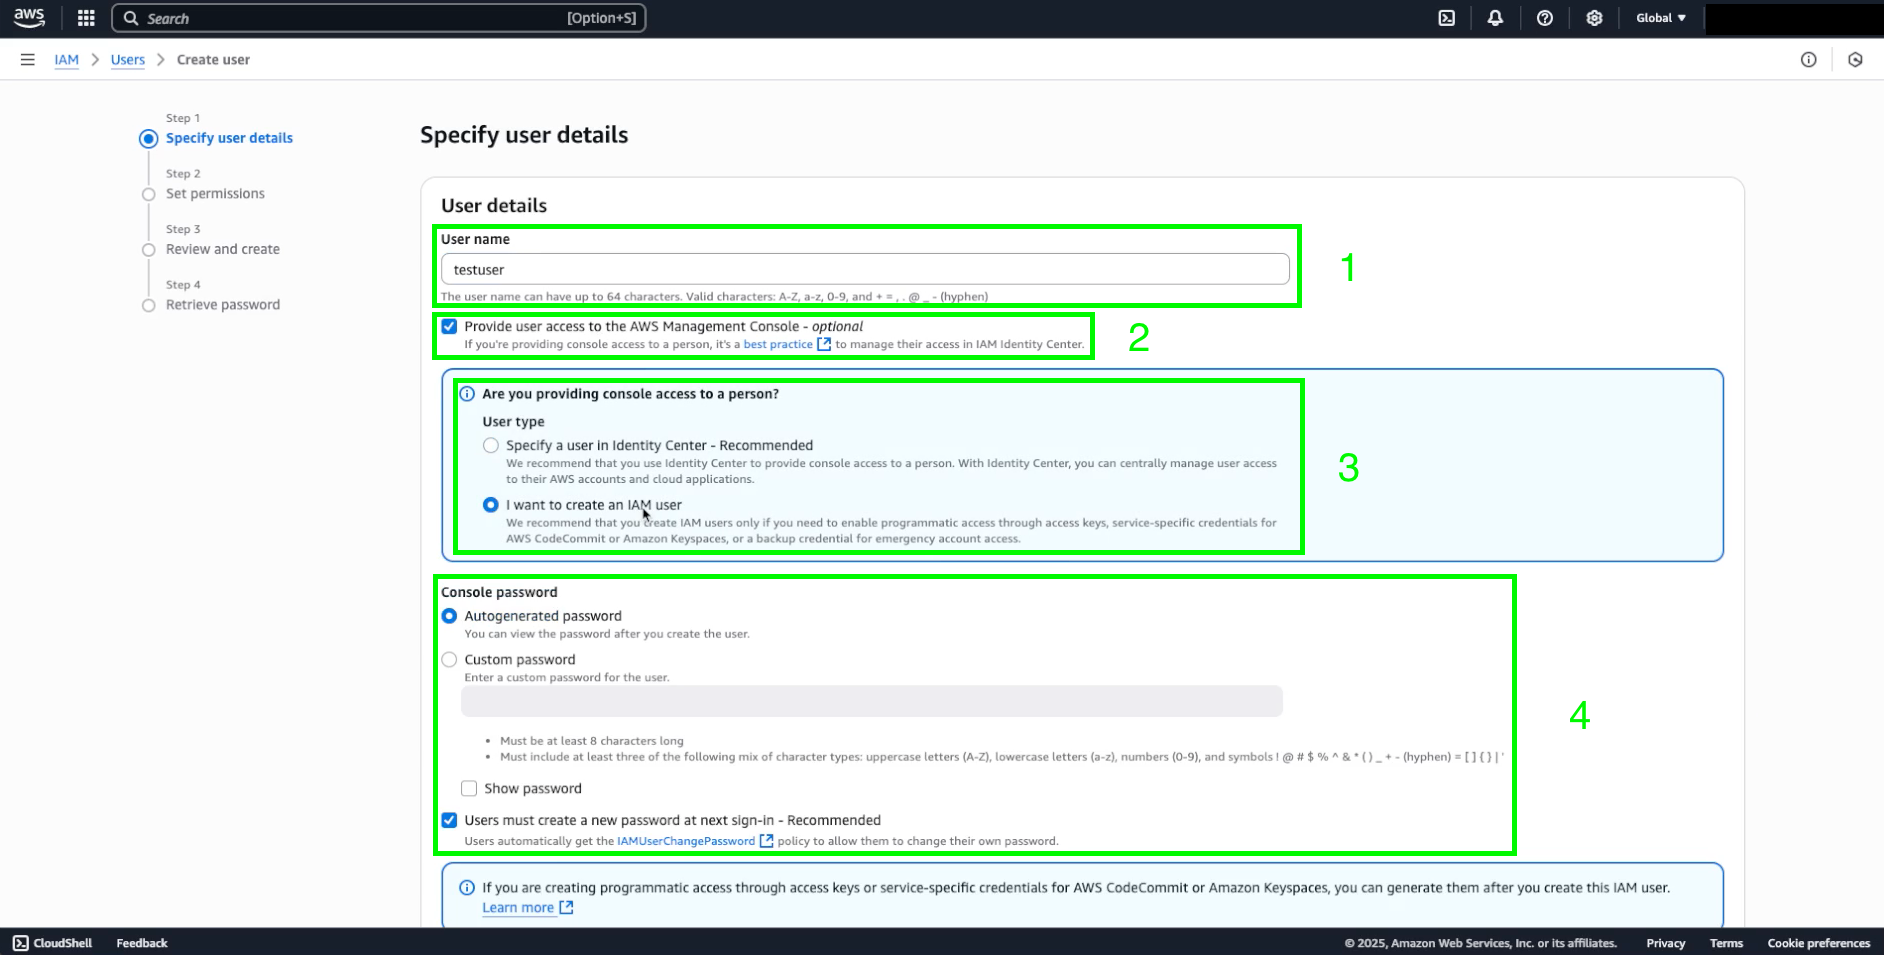 aws
Search
[Option+S]
Global
IAM
Users
Create user
Step 1
Specify user details
Step 2
Set permissions
Step 3
Review and create
Step 4
Retrieve password
Specify user details
User details
User name
testuser
The user name can have up to 64 characters. Valid characters: A-Z, a-z, 0-9, and + = , . @ _ - (hyphen)
1
Provide user access to the AWS Management Console - optional
If you're providing console access to a person, it's a best practice to manage their access in IAM Identity Center.
2
Are you providing console access to a person?
User type
Specify a user in Identity Center - Recommended
We recommend that you use Identity Center to provide console access to a person. With Identity Center, you can centrally manage user access
to their AWS accounts and cloud applications.
I want to create an IAM user
We recommend that you create IAM users only if you need to enable programmatic access through access keys, service-specific credentials for
AWS CodeCommit or Amazon Keyspaces, or a backup credential for emergency account access.
3
Console password
Autogenerated password
You can view the password after you create the user.
Custom password
Enter a custom password for the user.
Must be at least 8 characters long
Must include at least three of the following mix of character types: uppercase letters (A-Z), lowercase letters (a-z), numbers (0-9), and symbols ! @ # $ % ^ & * ( ) _ + - (hyphen) = [ ] { } | '
Show password
Users must create a new password at next sign-in - Recommended
Users automatically get the IAMUserChangePassword policy to allow them to change their own password.
4
If you are creating programmatic access through access keys or service-specific credentials for AWS CodeCommit or Amazon Keyspaces, you can generate them after you create this IAM user.
Learn more
CloudShell
Feedback
© 2025, Amazon Web Services, Inc. or its affiliates.
Privacy
Terms
Cookie preferences